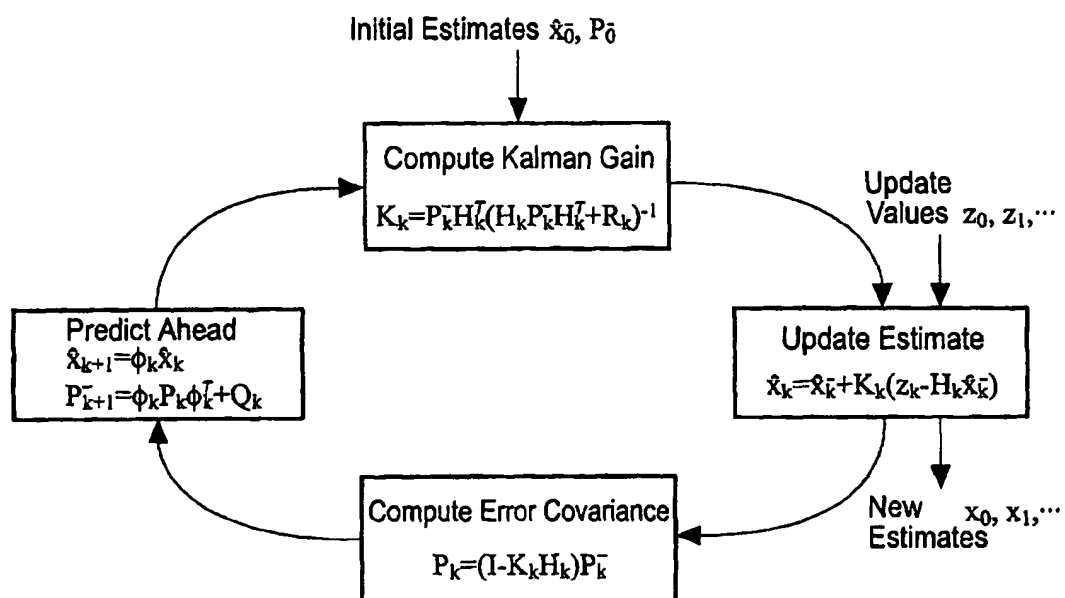 Initial Estimates x̂₀⁻, P₀⁻
Compute Kalman Gain
Kₖ=Pₖ⁻Hₖᵀ(HₖPₖ⁻Hₖᵀ+Rₖ)⁻¹
Update
Values z₀, z₁,···
Predict Ahead
x̂ₖ₊₁=ϕₖx̂ₖ
Pₖ₊₁⁻=ϕₖPₖϕₖᵀ+Qₖ
Update Estimate
x̂ₖ=x̂ₖ⁻+Kₖ(zₖ-Hₖx̂ₖ⁻)
Compute Error Covariance
Pₖ=(I-KₖHₖ)Pₖ⁻
New x₀, x₁,···
Estimates